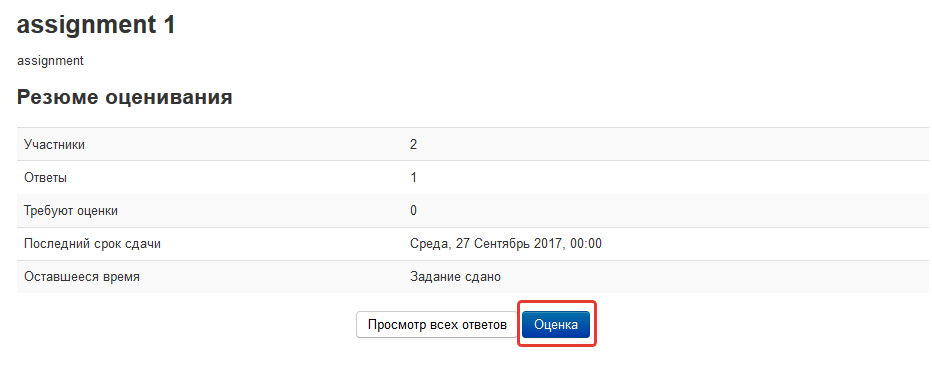 assignment 1
assignment
Резюме оценивания
Участники 2
Ответы 1
Требуют оценки 0
Последний срок сдачи Среда, 27 Сентябрь 2017, 00:00
Оставшееся время Задание сдано
Просмотр всех ответов Оценка